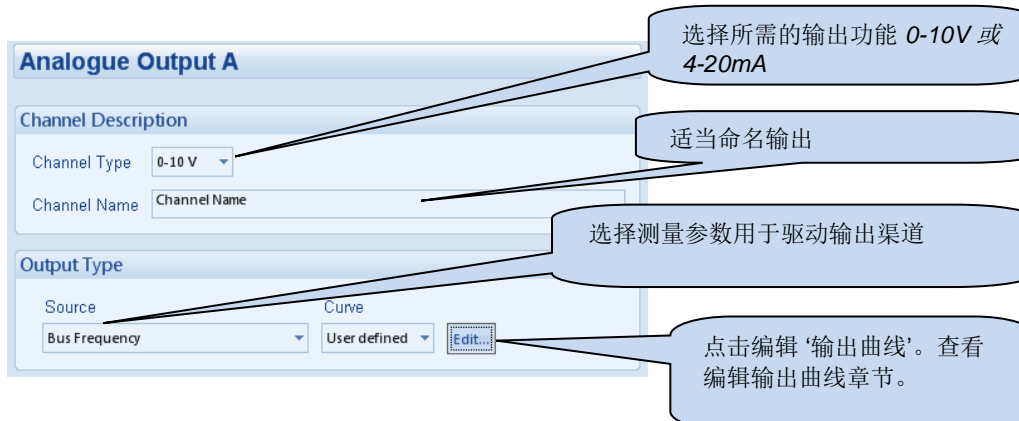 选择所需的输出功能 0-10V 或
4-20mA
Analogue Output A
Channel Description
适当命名输出
Channel Type 0-10 V
Channel Name Channel Name
选择测量参数用于驱动输出渠道
Output Type
Source Curve
Bus Frequency User defined Edit...
点击编辑 ‘输出曲线’。查看
编辑输出曲线章节。